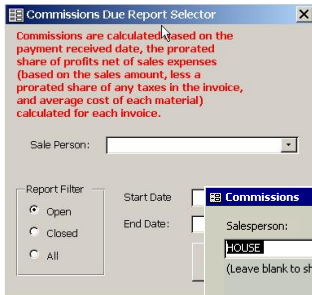 Commissions Due Report Selector
Commissions are calculated based on the
payment received date, the prorated
share of profits net of sales expenses
(based on the sales amount, less a
prorated share of any taxes in the invoice,
and average cost of each material)
calculated for each invoice.
Sale Person:
Report Filter
Open
Closed
All
Start Date
End Date:
Commissions
Salesperson:
HOUSE
(Leave blank to sh